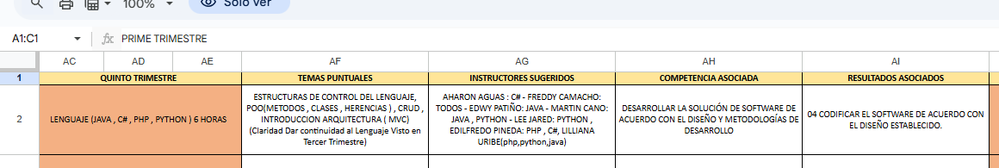 100%
Solo ver
A1:C1
fx
PRIME TRIMESTRE
AC
AD
AE
AF
AG
AH
AI
1
QUINTO TRIMESTRE
TEMAS PUNTUALES
INSTRUCTORES SUGERIDOS
COMPETENCIA ASOCIADA
RESULTADOS ASOCIADOS
2
LENGUAJE (JAVA , C# , PHP , PYTHON ) 6 HORAS
ESTRUCTURAS DE CONTROL DEL LENGUAJE,
POO(METODOS , CLASES , HERENCIAS ) , CRUD ,
INTRODUCCION ARQUITECTURA ( MVC)
(Claridad Dar continuidad al Lenguaje Visto en
Tercer Trimestre)
AHARON AGUAS : C# - FREDDY CAMACHO:
TODOS - EDWY PATIÑO: JAVA - MARTIN CANO:
JAVA , PYTHON - LEE JARED: PYTHON ,
EDILFREDO PINEDA: PHP , C#, LILLIANA
URIBE(php,python,java)
DESARROLLAR LA SOLUCIÓN DE SOFTWARE DE
ACUERDO CON EL DISEÑO Y METODOLOGÍAS DE
DESARROLLO
04 CODIFICAR EL SOFTWARE DE ACUERDO CON
EL DISEÑO ESTABLECIDO.